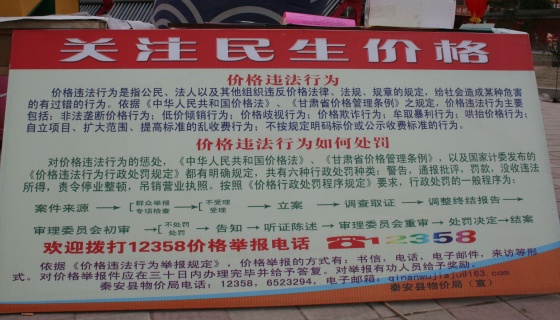 关注民生价格
价格违法行为
价格违法行为是指公民、法人以及其他组织违反价格法律、法规、规章的规定，给社会造成某种危害
的有过错的行为。依据《中华人民共和国价格法》、《甘肃省价格管理条例》之规定，价格违法行为主要
包括：非法垄断价格行为；低价倾销行为；价格歧视行为；价格欺诈行为；牟取暴利行为；哄抬价格行为；
自立项目、扩大范围、提高标准的乱收费行为；不按规定明码标价或公示收费标准的行为。
价格违法行为如何处罚
对价格违法行为的惩处，《中华人民共和国价格法》、《甘肃省价格管理条例》，以及国家计委发布的
《价格违法行为行政处罚规定》都有明确规定，共有六种行政处罚种类：警告，通报批评，罚款，没收违法
所得，责令停业整顿，吊销营业执照。按照《价格行政处罚程序规定》要求，行政处罚的一般程序为：
案件来源→ 群众举报 专项检查 → 不受理 受理 → 立案→调查取证→调整终结报告→
审理委员会初审→ 不处罚 处罚 →告知→听证陈述→审理委员会重审→处罚决定→结案
欢迎拨打12358价格举报电话 ☎12358
依据《价格违法行为举报规定》，价格举报的方式有：书信，电话，电子邮件，来访等形
式。对价格举报件应在三十日内办理完毕并给予答复。对举报有功人员给予奖励。
秦安县物价局电话：12358，6523294，电子邮箱：qinanwujiaju@163.com
秦安县物价局（宣）